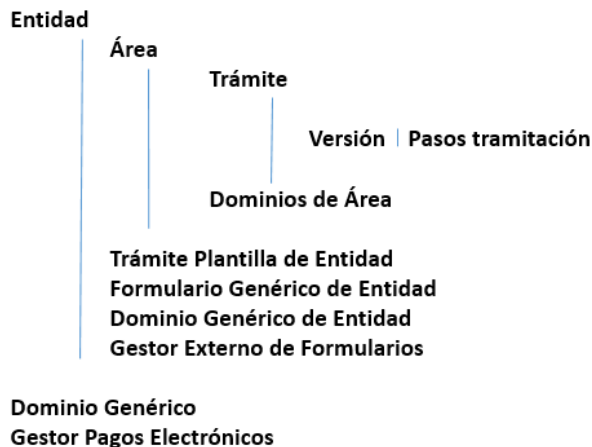 Entidad
Área
Trámite
Versión | Pasos tramitación
Dominios de Área
Trámite Plantilla de Entidad
Formulario Genérico de Entidad
Dominio Genérico de Entidad
Gestor Externo de Formularios
Dominio Genérico
Gestor Pagos Electrónicos